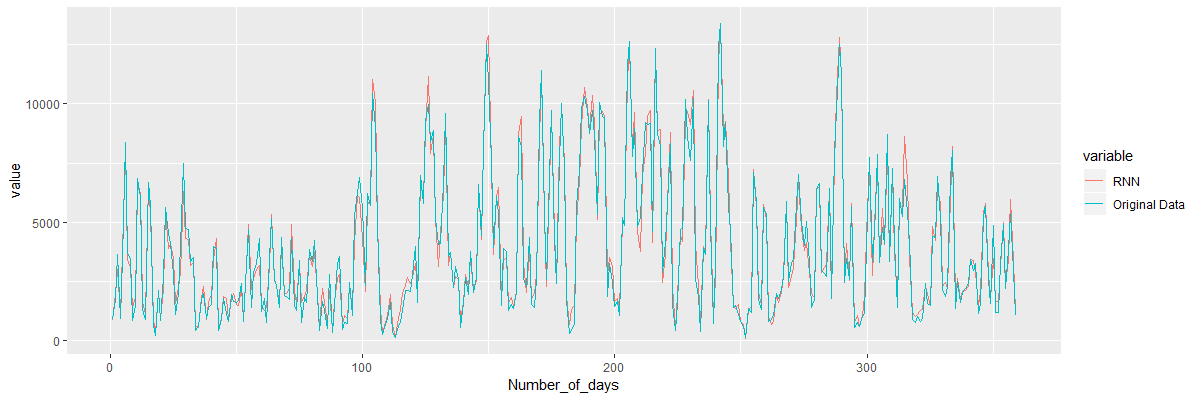 value
10000
5000
0
0
100
200
300
Number_of_days
variable
RNN
Original Data